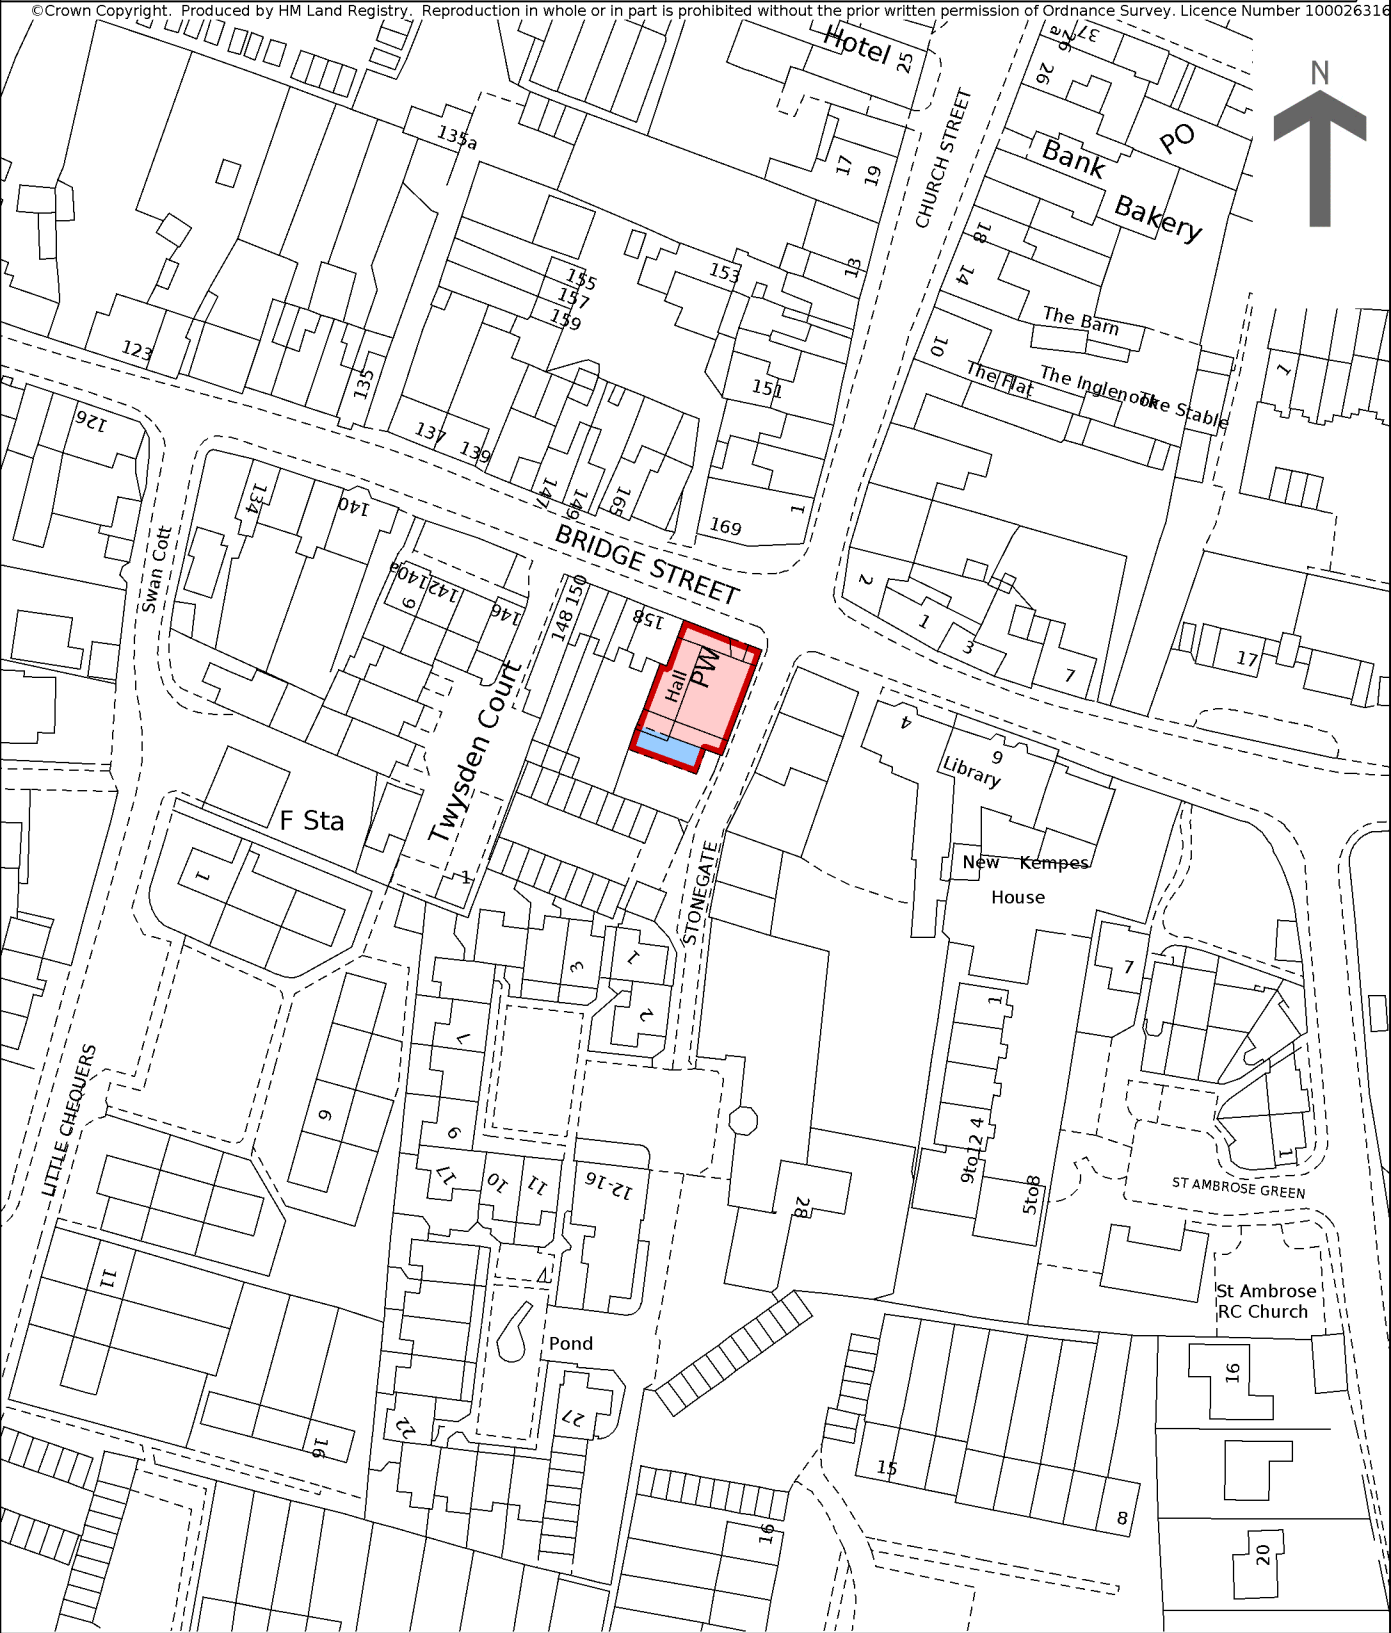 ©Crown Copyright. Produced by HM Land Registry. Reproduction in whole or in part is prohibited without the prior written permission of Ordnance Survey. Licence Number 100026316
Hotel
25
26a
37
26
N
CHURCH STREET
PO
Bank
Bakery
135a
17
19
18
14
13
153
155
157
159
The Barn
10
The Flat
The Inglenook
The Stable
1
123
135
151
126
137
139
147
149
165
169
1
134
140
BRIDGE STREET
Swan Cott
140a
142
6
146
148
150
158
2
1
3
7
17
Hall
PW
Twysden Court
4
9
Library
F Sta
1
1
New Kempes
House
STONEGATE
3
1
2
7
7
1
LITTLE CHEQUERS
9
9
17
10
11
12-16
28
4
9to12
5to8
1
ST AMBROSE GREEN
11
St Ambrose
RC Church
Pond
16
22
27
16
15
8
16
20